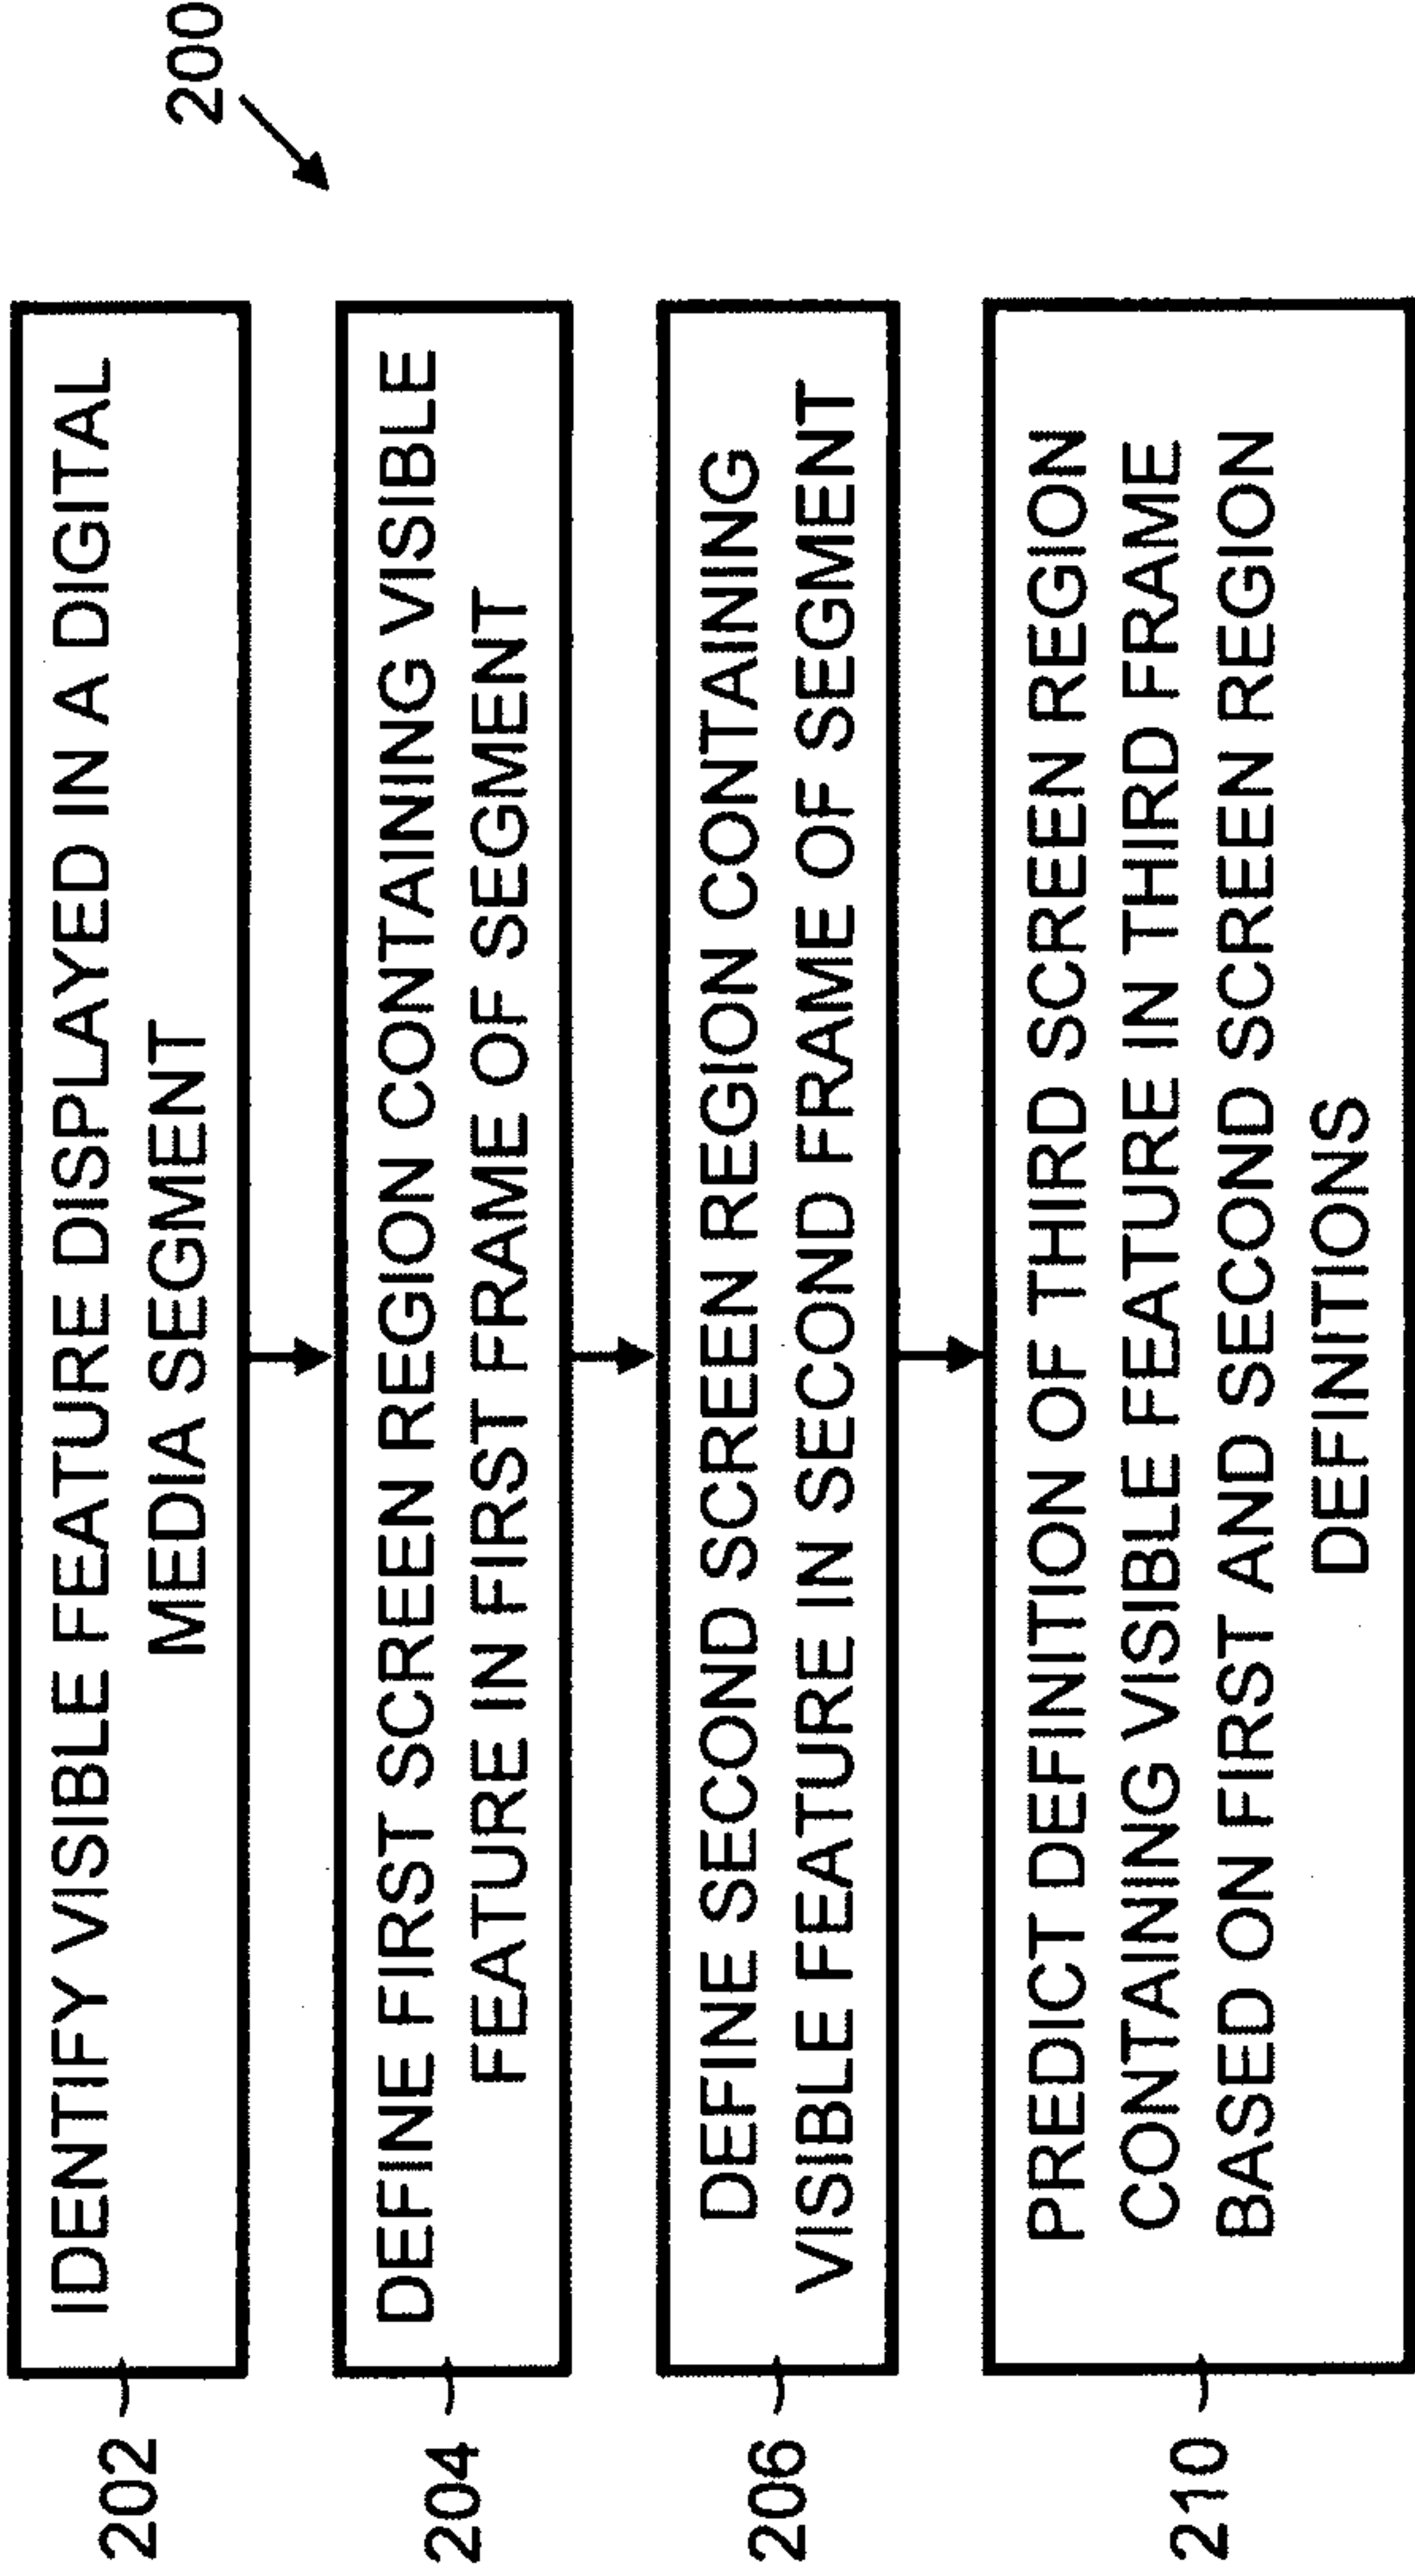 200
202
IDENTIFY VISIBLE FEATURE DISPLAYED IN A DIGITAL
MEDIA SEGMENT
204
DEFINE FIRST SCREEN REGION CONTAINING VISIBLE
FEATURE IN FIRST FRAME OF SEGMENT
206
DEFINE SECOND SCREEN REGION CONTAINING
VISIBLE FEATURE IN SECOND FRAME OF SEGMENT
210
PREDICT DEFINITION OF THIRD SCREEN REGION
CONTAINING VISIBLE FEATURE IN THIRD FRAME
BASED ON FIRST AND SECOND SCREEN REGION
DEFINITIONS